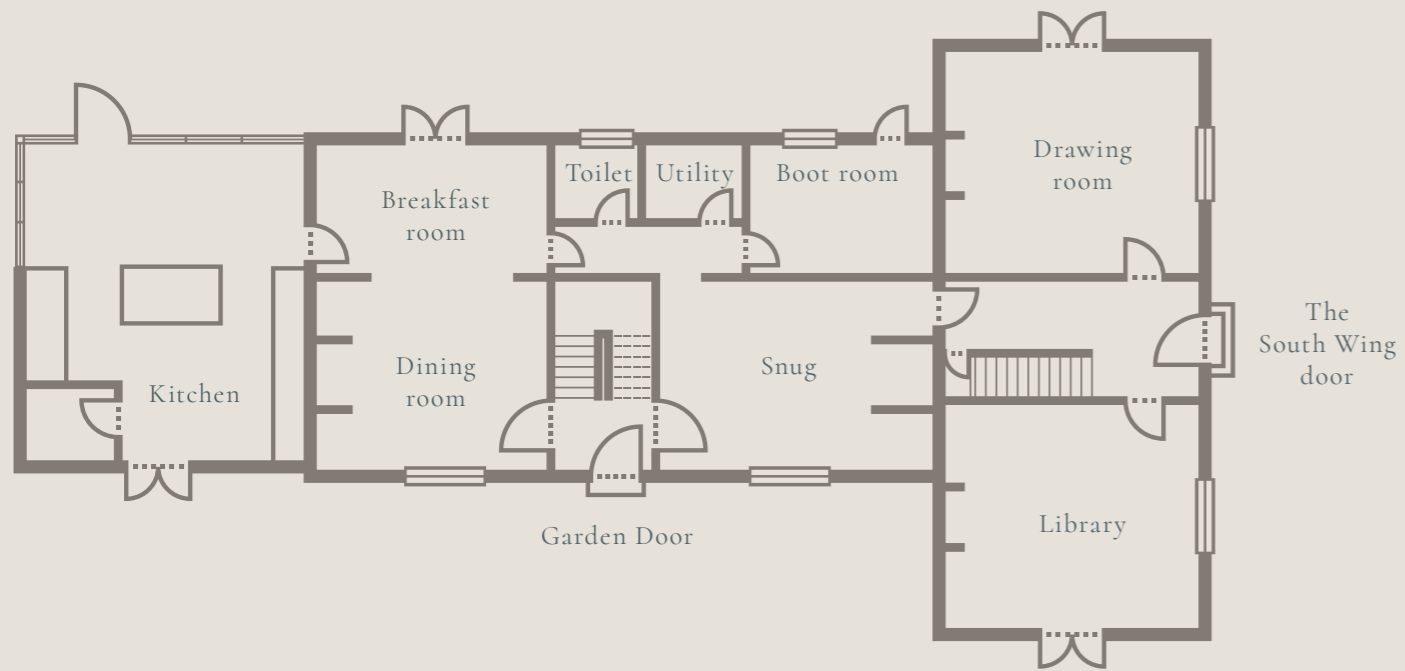 Toilet
Utility
Boot room
Drawing
room
Breakfast
room
The
South Wing
door
Dining
room
Snug
Kitchen
Library
Garden Door